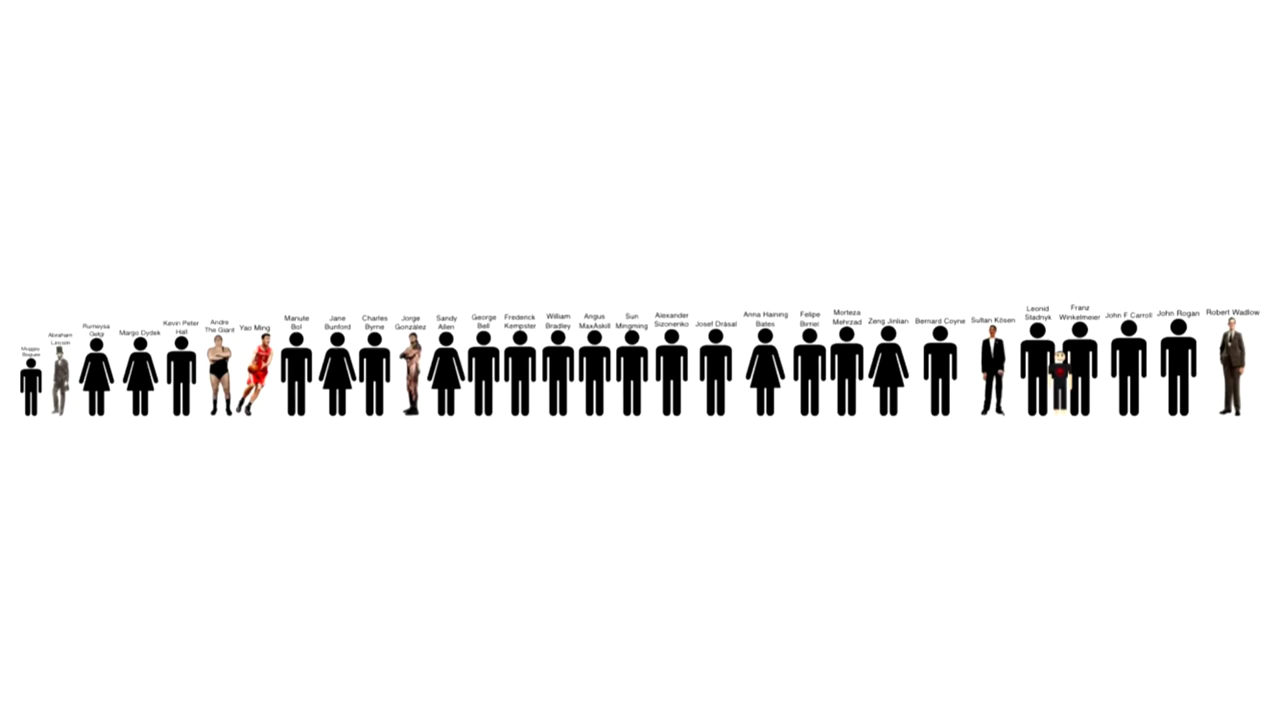 Muggsy
Bogues
Abraham
Lincoln
Rumeysa
Gelgi
Margo Dydek
Kevin Peter
Hall
Andre
The Giant
Yao Ming
Manute
Bol
Jane
Bunford
Charles
Byrne
Jorge
González
Sandy
Allen
George
Bell
Frederick
Kempster
William
Bradley
Angus
MaxAskill
Sun
Mingming
Alexander
Sizonenko
Josef Drásal
Anna Haining
Bates
Felipe
Birriel
Morteza
Mehrzad
Zeng Jinlian
Bernard Coyne
Sultan Kösen
Leonid
Stadnyk
Franz
Winkelmeier
John F Carroll
John Rogan
Robert Wadlow